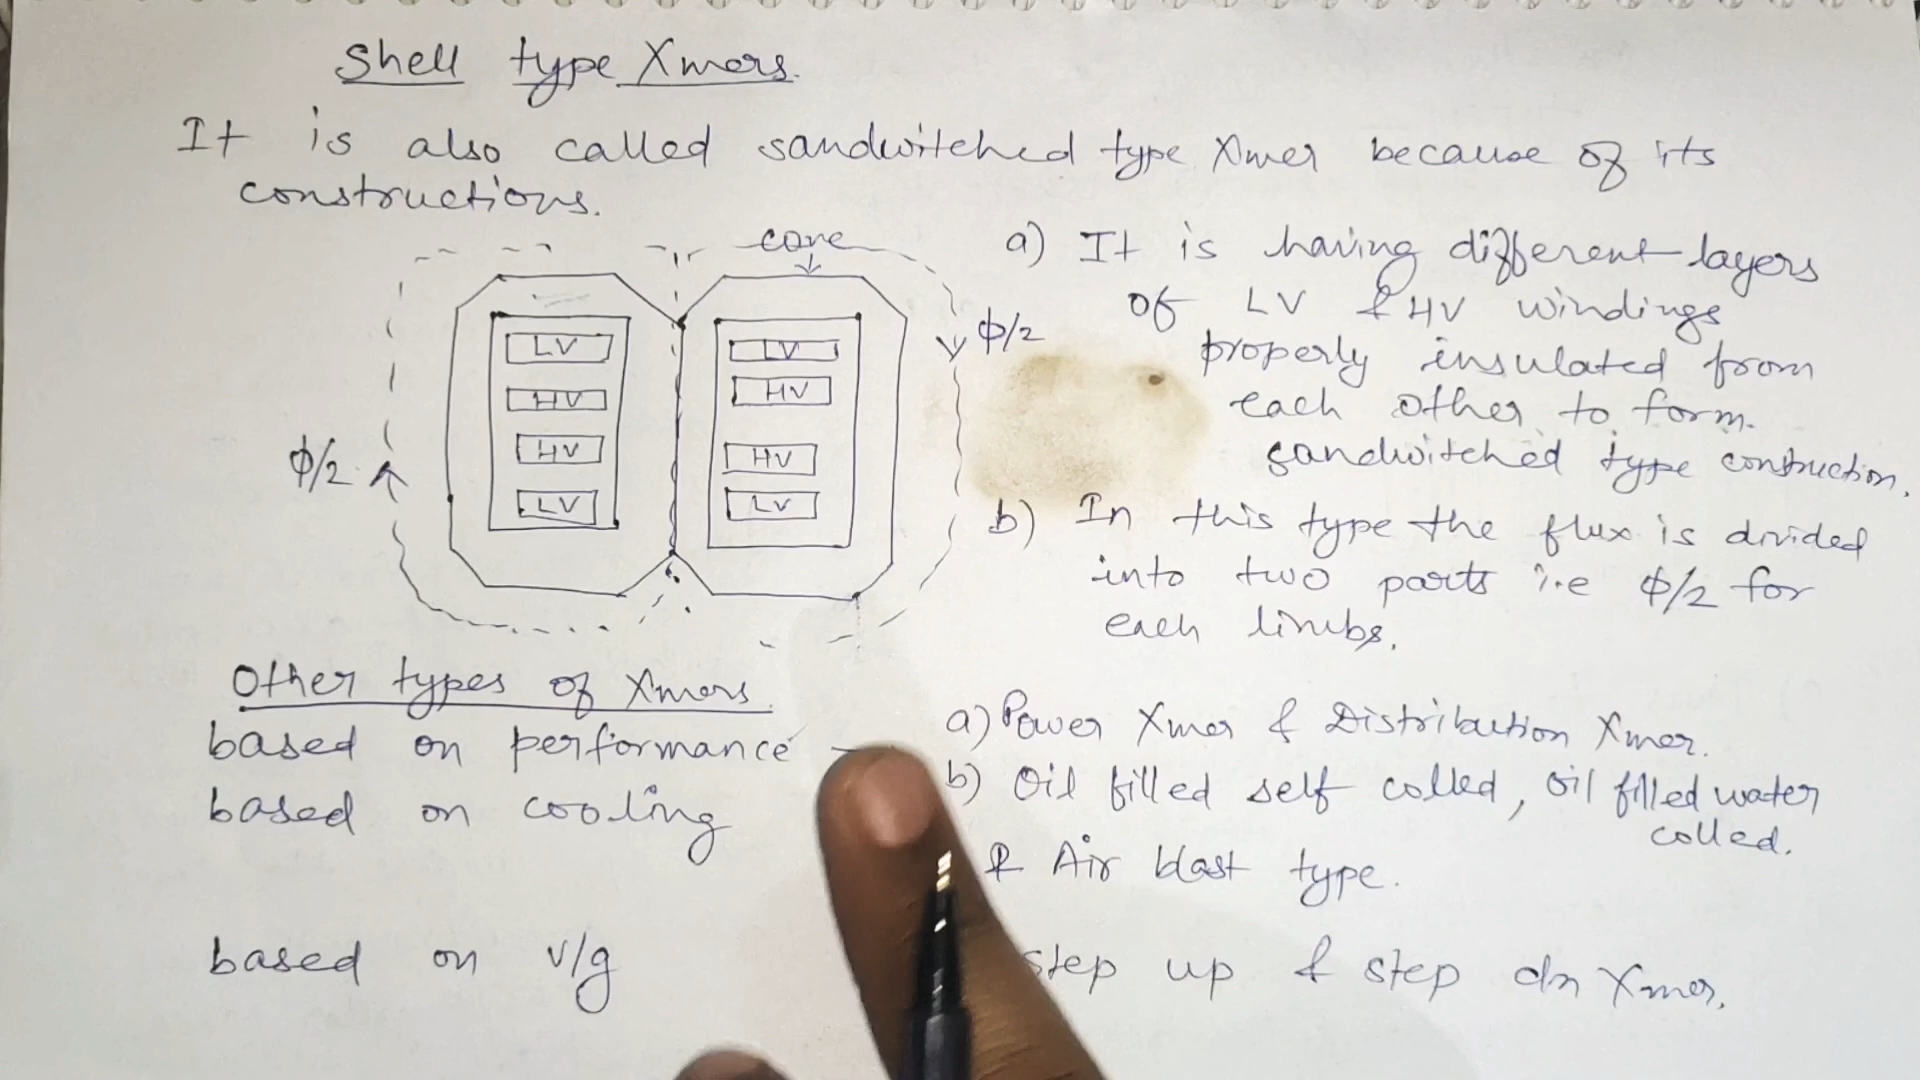 Shell type Xmers.
It is also called sandwitched type Xmer because of its
constructions.
core
φ/2
φ/2
LV
HV
HV
LV
LV
HV
HV
LV
a) It is having different layers
of LV & HV windings
properly insulated from
each other to form.
sandwitched type construction.
b) In this type the flux is divided
into two parts i.e φ/2 for
each limbs.
Other types of Xmers.
based on performance - a) Power Xmer & Distribution Xmer.
based on cooling b) Oil filled self colled, oil filled water
colled.
& Air blast type.
based on v/g step up & step dn Xmer.